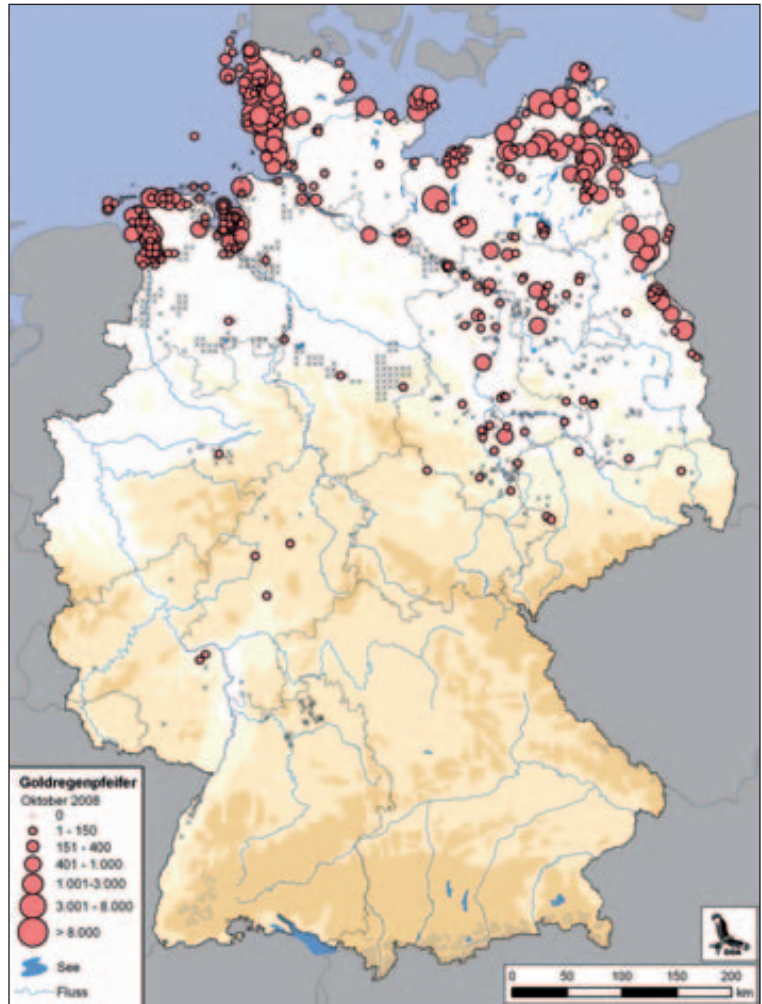 Goldregenpfeifer
Oktober 2008
0
1 - 150
151 - 400
401 - 1.000
1.001-3.000
3.001 - 8.000
> 8.000
See
Fluss
0 50 100 150 200
km
DDA